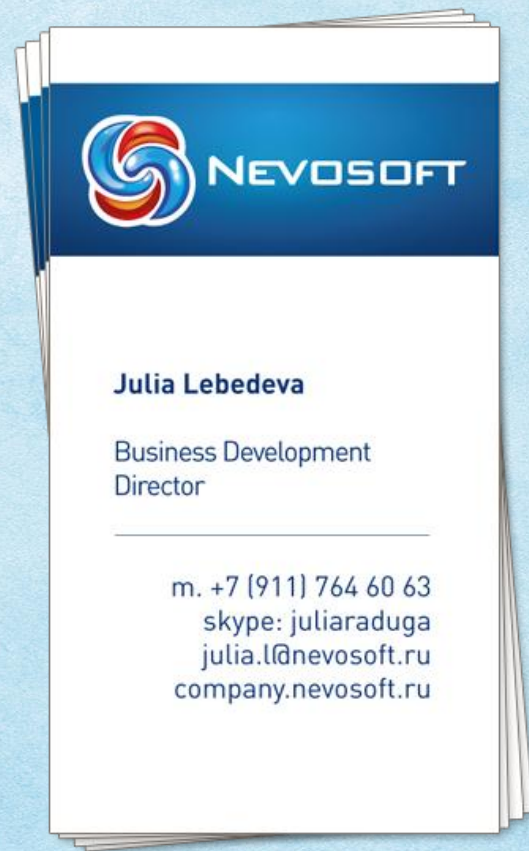 NEVOSOFT
Julia Lebedeva
Business Development
Director
m. +7 (911) 764 60 63
skype: juliaraduga
julia.l@nevosoft.ru
company.nevosoft.ru